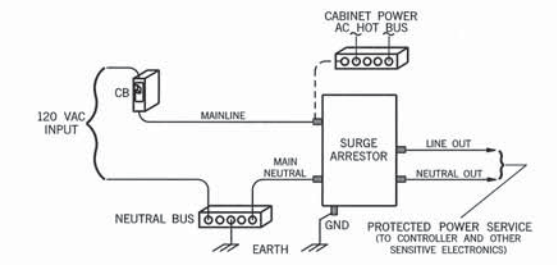 CABINET POWER
AC HOT BUS
CB
120 VAC
INPUT
MAINLINE
SURGE
ARRESTOR
LINE OUT
MAIN
NEUTRAL
NEUTRAL OUT
NEUTRAL BUS
GND
EARTH
PROTECTED POWER SERVICE
(TO CONTROLLER AND OTHER
SENSITIVE ELECTRONICS)